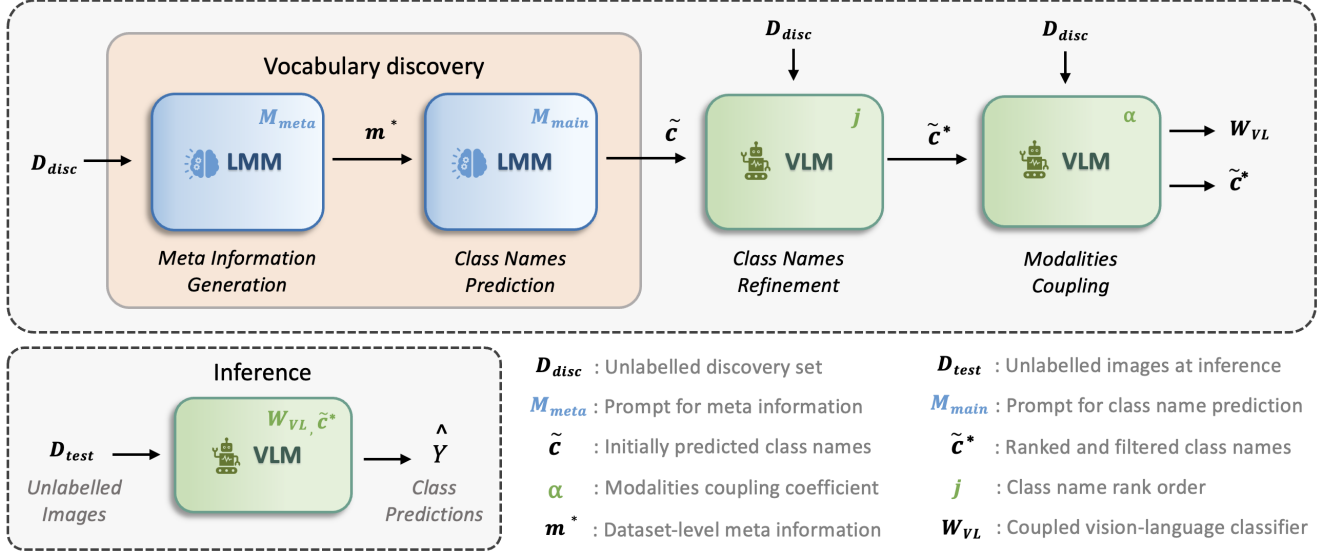 D_disc D_disc
Vocabulary discovery
M_meta M_main j α
D_disc LMM m* LMM c̃ VLM c̃* VLM W_VL
c̃*
Meta Information Generation
Class Names Prediction
Class Names Refinement
Modalities Coupling
Inference
W_VL, c̃*
D_test VLM Ŷ
Unlabelled Images
Class Predictions
D_disc : Unlabelled discovery set
M_meta : Prompt for meta information
c̃ : Initially predicted class names
α : Modalities coupling coefficient
m* : Dataset-level meta information
D_test : Unlabelled images at inference
M_main : Prompt for class name prediction
c̃* : Ranked and filtered class names
j : Class name rank order
W_VL : Coupled vision-language classifier